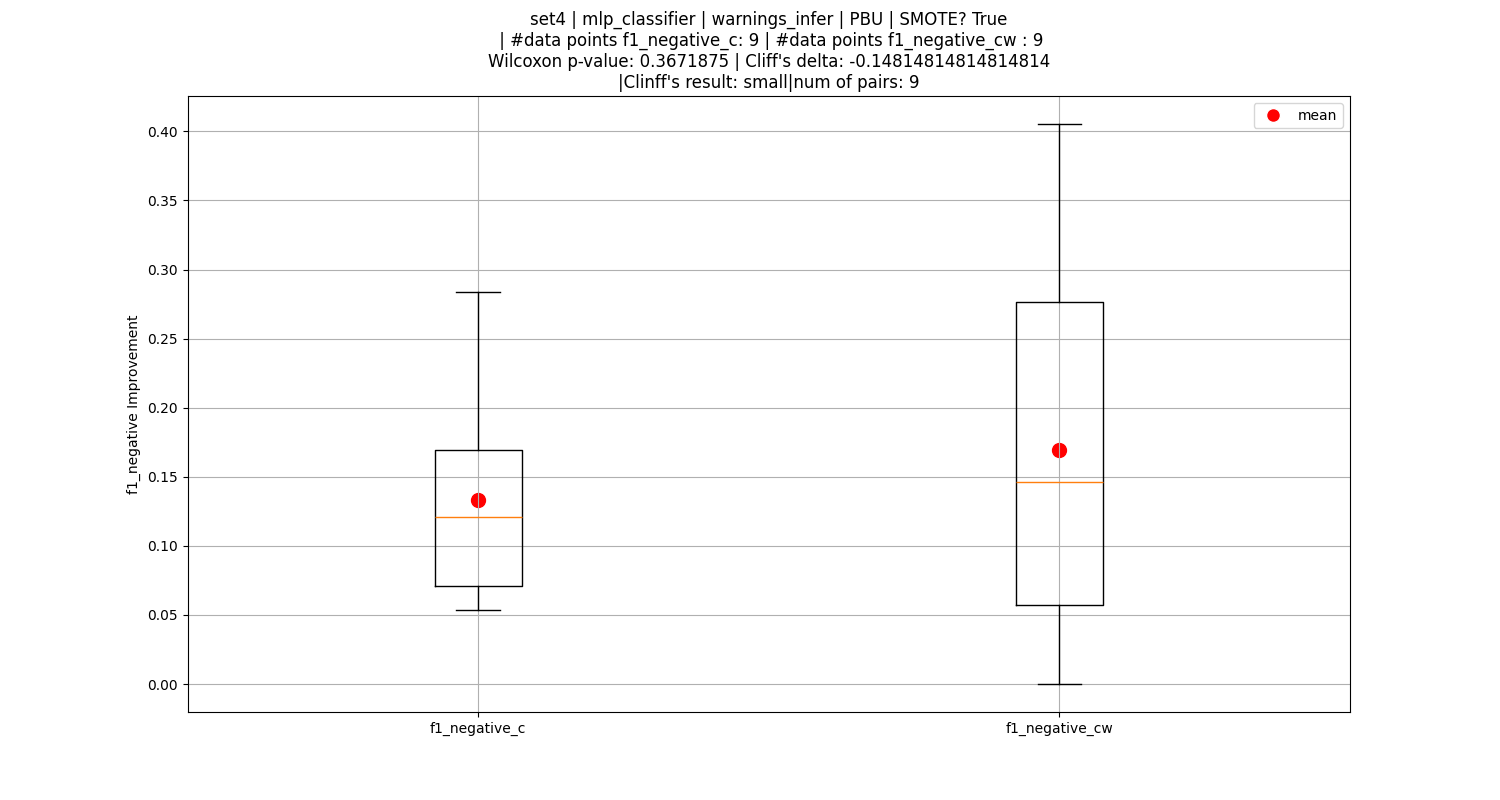 set4 | mlp_classifier | warnings_infer | PBU | SMOTE? True
| #data points f1_negative_c: 9 | #data points f1_negative_cw : 9
Wilcoxon p-value: 0.3671875 | Cliff's delta: -0.14814814814814814
|Clinff's result: small|num of pairs: 9
mean
0.40
0.35
0.30
0.25
0.20
0.15
0.10
0.05
0.00
f1_negative Improvement
f1_negative_c
f1_negative_cw